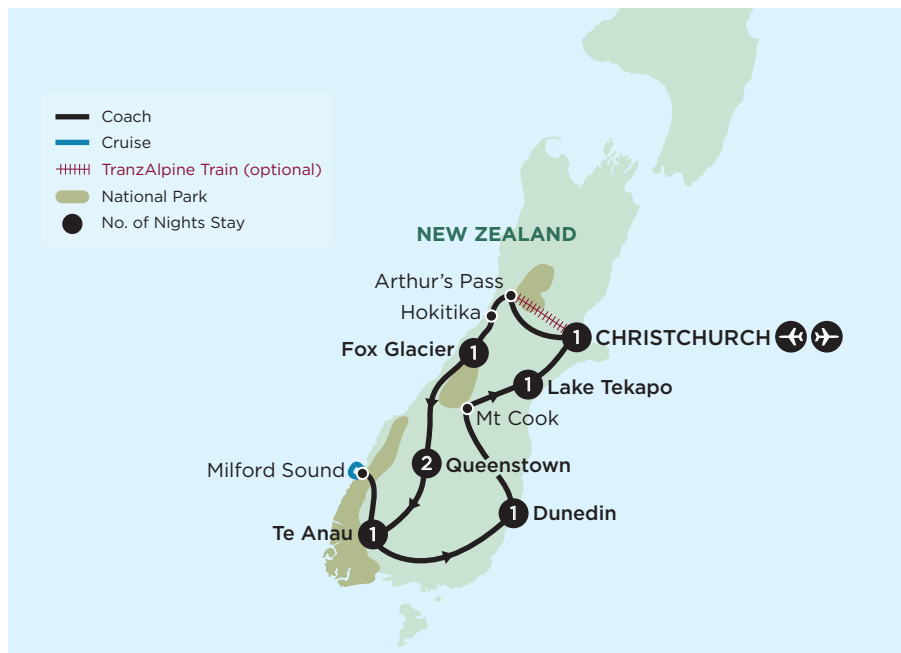 Coach
Cruise
TranzAlpine Train (optional)
National Park
No. of Nights Stay
NEW ZEALAND
Arthur’s Pass
Hokitika
Fox Glacier 1
1 CHRISTCHURCH
1 Lake Tekapo
Mt Cook
Milford Sound
2 Queenstown
1 Dunedin
Te Anau 1